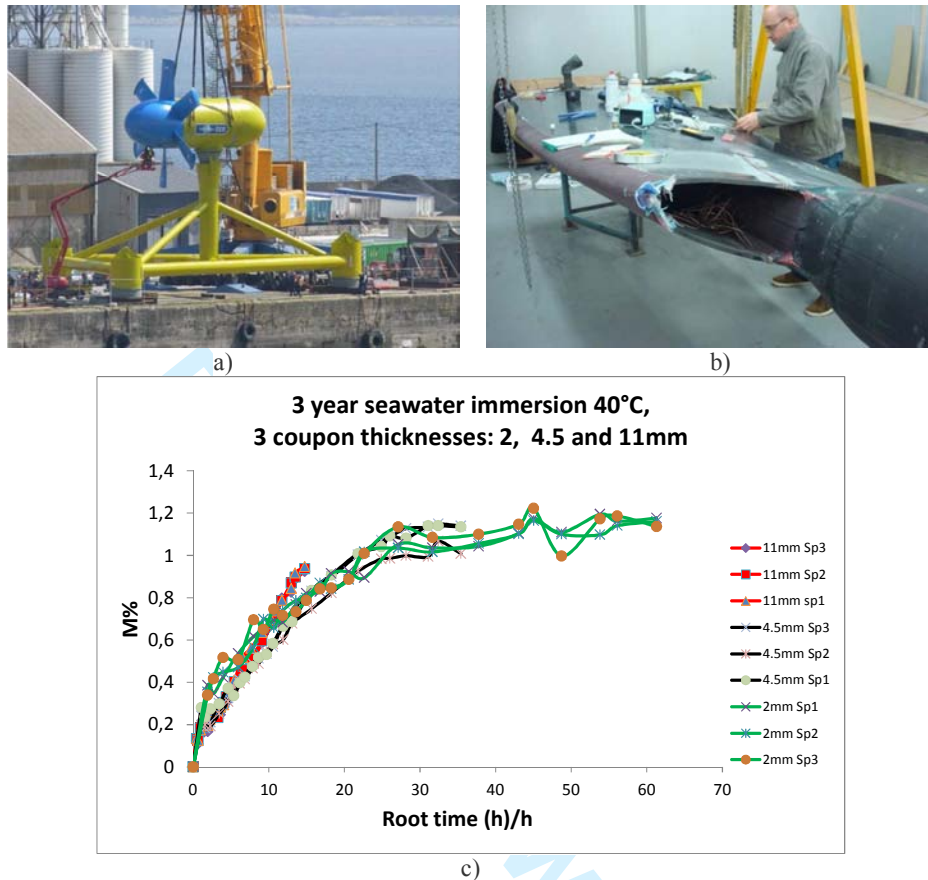 a)
b)
3 year seawater immersion 40°C,
3 coupon thicknesses: 2, 4.5 and 11mm
M%
1,4
1,2
1
0,8
0,6
0,4
0,2
0
0
10
20
30
40
50
60
70
Root time (h)/h
11mm Sp3
11mm Sp2
11mm sp1
4.5mm Sp3
4.5mm Sp2
4.5mm Sp1
2mm Sp1
2mm Sp2
2mm Sp3
c)